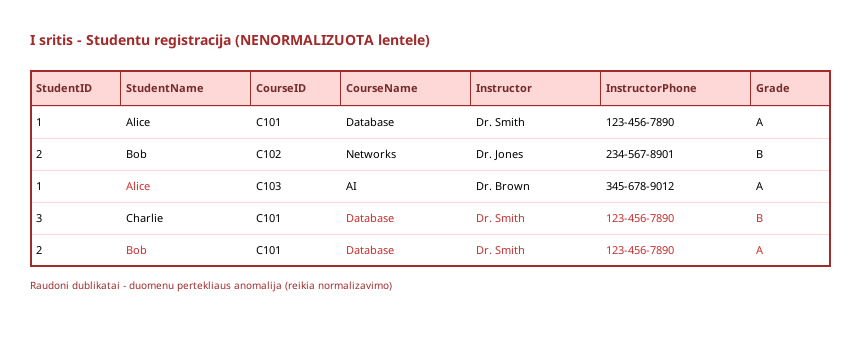 I sritis - Studentu registracija (NENORMALIZUOTA lentele)
StudentID StudentName CourseID CourseName Instructor InstructorPhone Grade
1 Alice C101 Database Dr. Smith 123-456-7890 A
2 Bob C102 Networks Dr. Jones 234-567-8901 B
1 Alice C103 AI Dr. Brown 345-678-9012 A
3 Charlie C101 Database Dr. Smith 123-456-7890 B
2 Bob C101 Database Dr. Smith 123-456-7890 A
Raudoni dublikatai - duomenu pertekliaus anomalija (reikia normalizavimo)